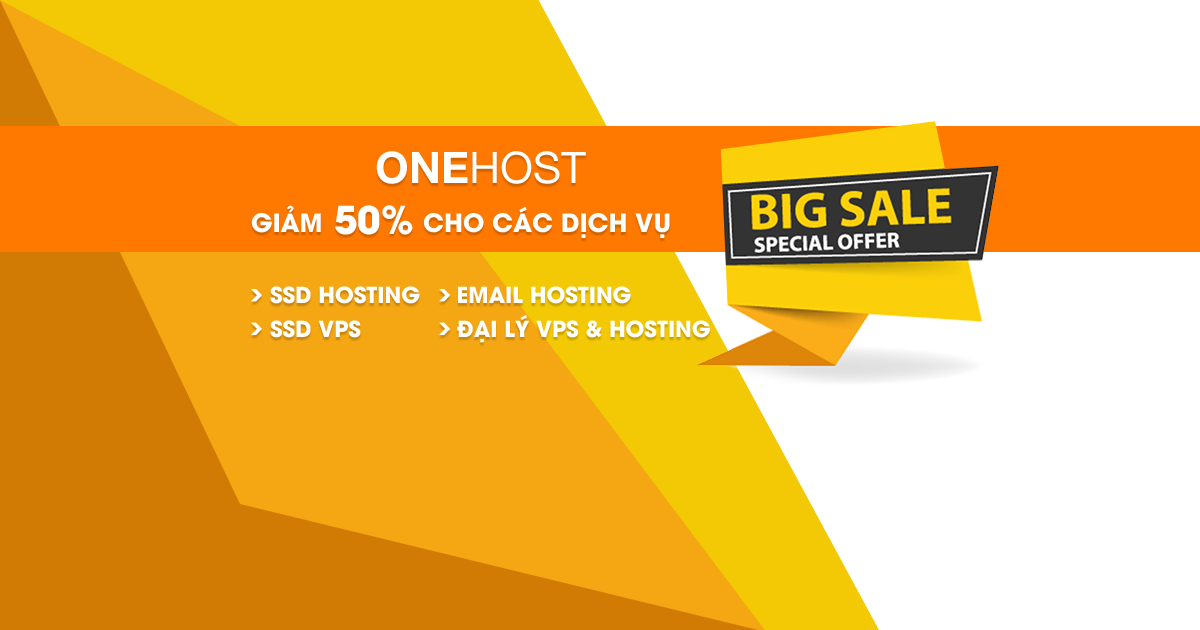 ONEHOST
GIẢM 50% CHO CÁC DỊCH VỤ
> SSD HOSTING
> EMAIL HOSTING
> SSD VPS
> ĐẠI LÝ VPS & HOSTING
BIG SALE
SPECIAL OFFER